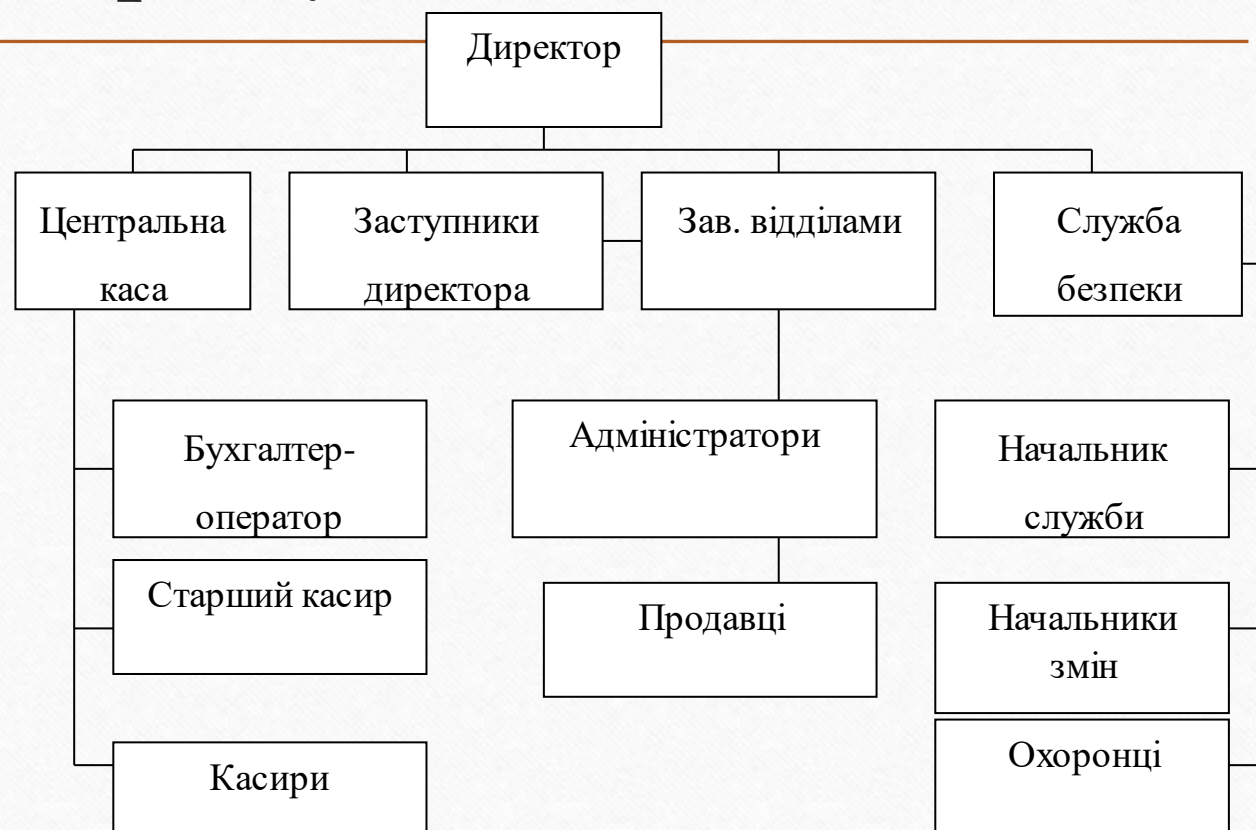 Директор
Центральна
каса
Заступники
директора
Зав. відділами
Служба
безпеки
Бухгалтер-
оператор
Старший касир
Касири
Адміністратори
Продавці
Начальник
служби
Начальники
змін
Охоронці